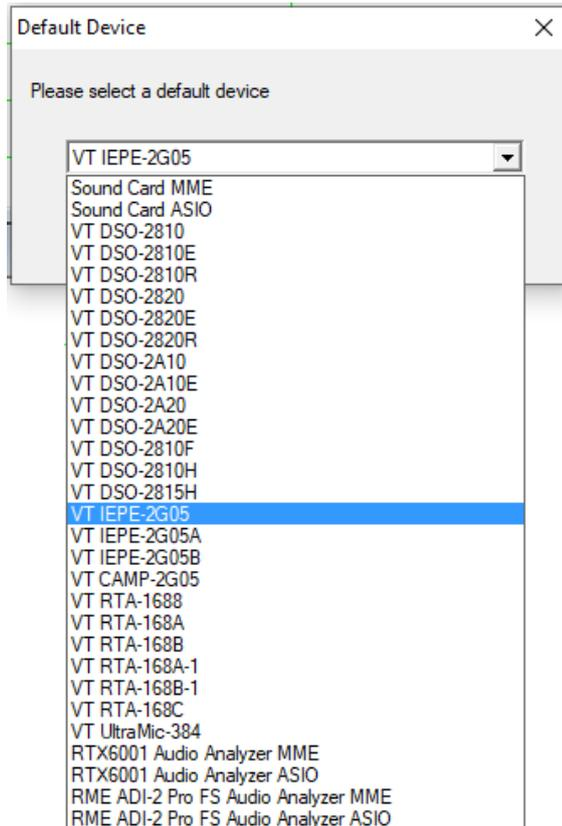 Default Device
Please select a default device
VT IEPE-2G05
Sound Card MME
Sound Card ASIO
VT DSO-2810
VT DSO-2810E
VT DSO-2810R
VT DSO-2820
VT DSO-2820E
VT DSO-2820R
VT DSO-2A10
VT DSO-2A10E
VT DSO-2A20
VT DSO-2A20E
VT DSO-2810F
VT DSO-2810H
VT DSO-2815H
VT IEPE-2G05
VT IEPE-2G05A
VT IEPE-2G05B
VT CAMP-2G05
VT RTA-1688
VT RTA-168A
VT RTA-168B
VT RTA-168A-1
VT RTA-168B-1
VT RTA-168C
VT UltraMic-384
RTX6001 Audio Analyzer MME
RTX6001 Audio Analyzer ASIO
RME ADI-2 Pro FS Audio Analyzer MME
RME ADI-2 Pro FS Audio Analyzer ASIO